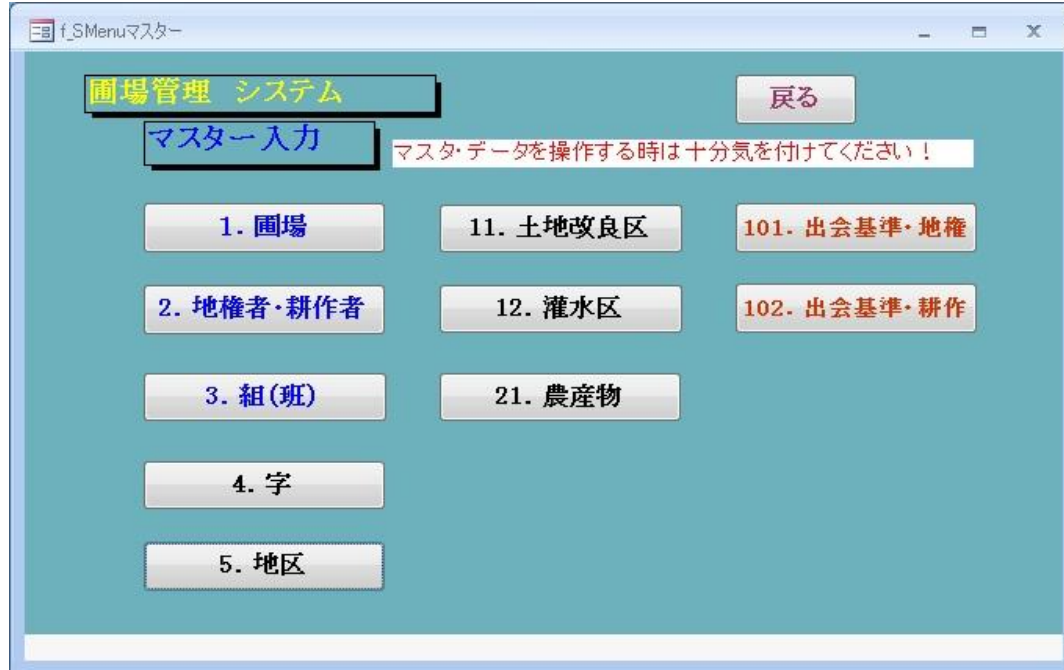 f_SMenuマスター
圃場管理 システム
戻る
マスター入力
マスタ・データを操作する時は十分気を付けてください！
1. 圃場
11. 土地改良区
101. 出会基準・地権
2. 地権者・耕作者
12. 灌水区
102. 出会基準・耕作
3. 組(班)
21. 農産物
4. 字
5. 地区